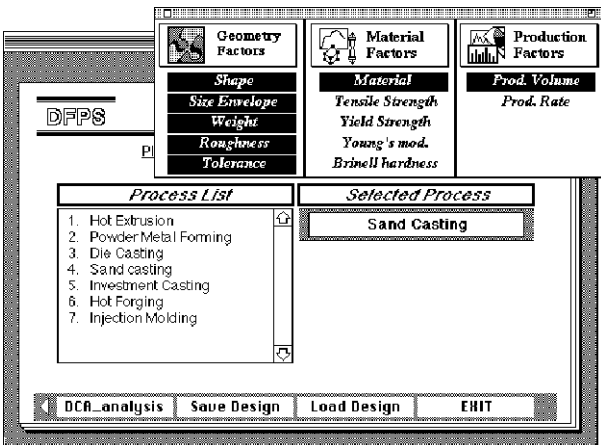 Geometry Factors
Material Factors
Production Factors
Shape
Size Envelope
Weight
Roughness
Tolerance
Material
Tensile Strength
Yield Strength
Young's mod.
Brinell hardness
Prod. Volume
Prod. Rate
DFPS
Process List
1. Hot Extrusion
2. Powder Metal Forming
3. Die Casting
4. Sand casting
5. Investment Casting
6. Hot Forging
7. Injection Molding
Selected Process
Sand Casting
DCA_analysis
Save Design
Load Design
EXIT